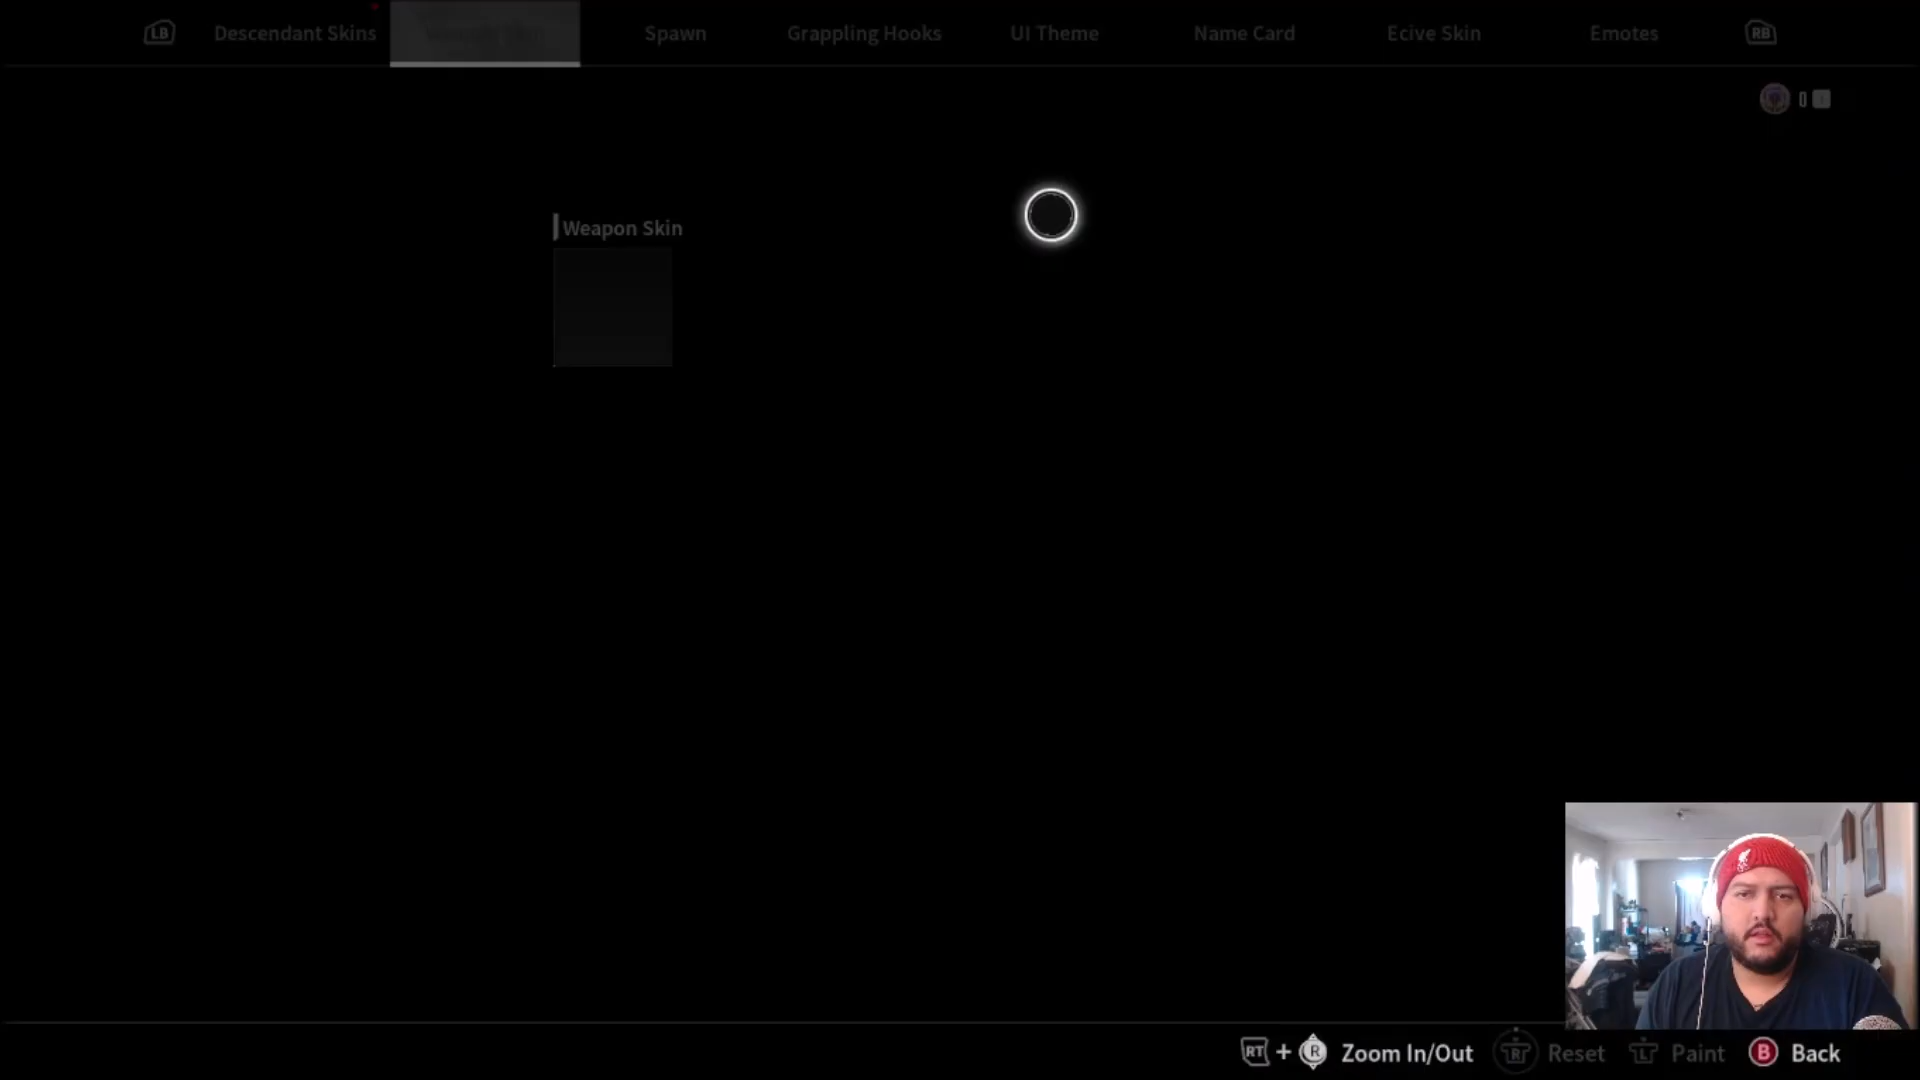 LB Descendant Skins Spawn Grappling Hooks UI Theme Name Card Ecive Skin Emotes RB
0
Weapon Skin
RT + R Zoom In/Out R Reset L Paint B Back